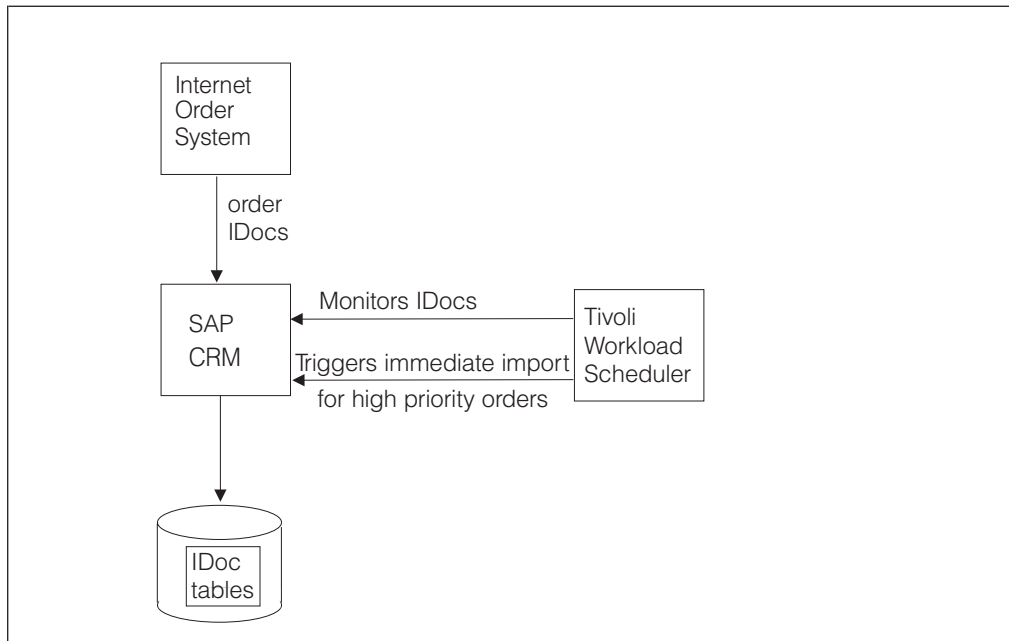 Internet
Order
System
order
IDocs
SAP
CRM
Monitors IDocs
Triggers immediate import
for high priority orders
Tivoli
Workload
Scheduler
IDoc
tables